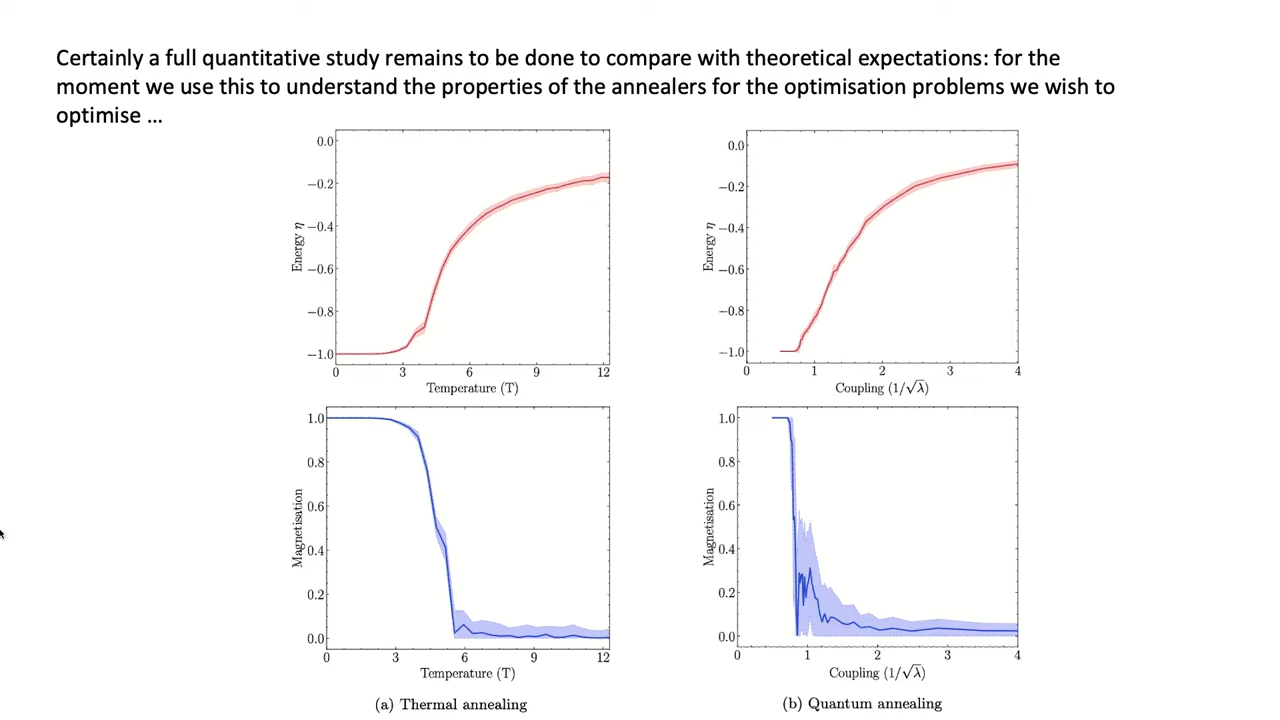 Certainly a full quantitative study remains to be done to compare with theoretical expectations: for the
moment we use this to understand the properties of the annealers for the optimisation problems we wish to
optimise ...
0.0
−0.2
−0.4
−0.6
−0.8
−1.0
Energy η
0 3 6 9 12
Temperature (T)
0.0
−0.2
−0.4
−0.6
−0.8
−1.0
Energy η
0 1 2 3 4
Coupling (1/√λ)
1.0
0.8
0.6
0.4
0.2
0.0
Magnetisation
0 3 6 9 12
Temperature (T)
(a) Thermal annealing
1.0
0.8
0.6
0.4
0.2
0.0
Magnetisation
0 1 2 3 4
Coupling (1/√λ)
(b) Quantum annealing